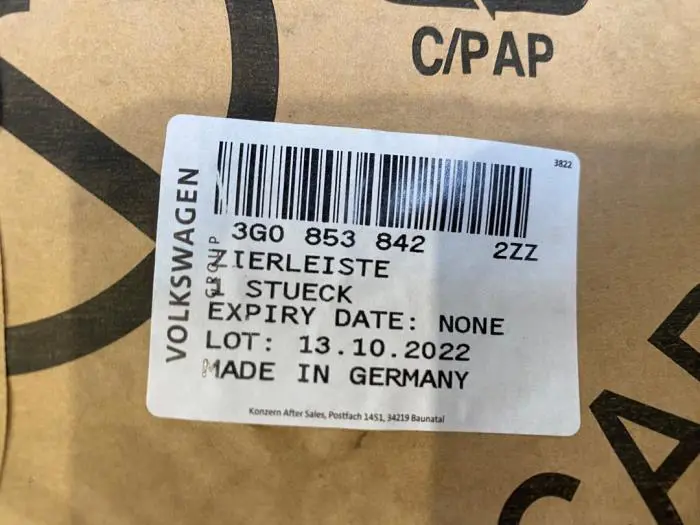 C/PAP
3822
VOLKSWAGEN
GROUP
3G0 853 842 2ZZ
ZIERLEISTE
1 STUECK
EXPIRY DATE: NONE
LOT: 13.10.2022
MADE IN GERMANY
Konzern After Sales, Postfach 1451, 34219 Baunatal
CAR